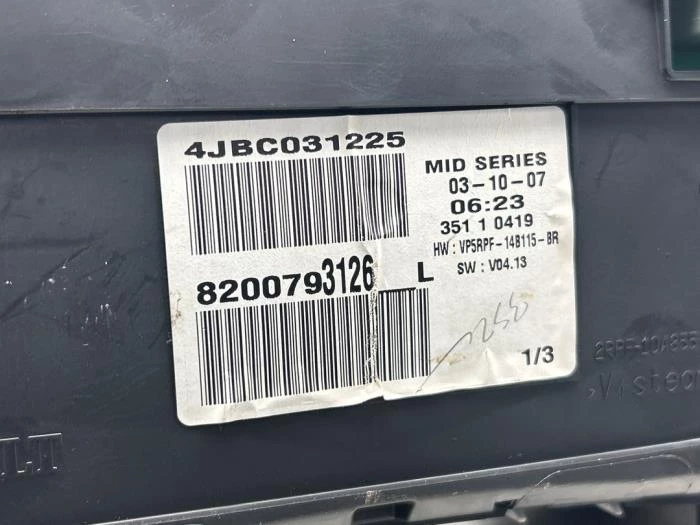 4JBC031225
MID SERIES
03-10-07
06:23
351 1 0419
HW : VP5RPF-14B115-BR
SW : V04.13
8200793126__L
1/3